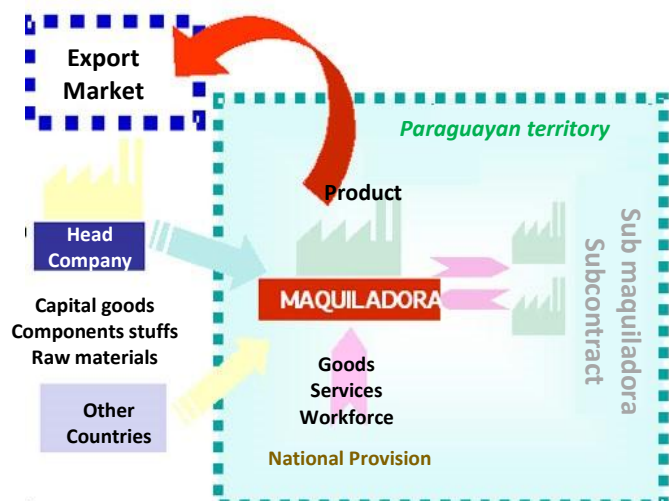 Export
Market
Paraguayan territory
Product
Head
Company
MAQUILADORA
Sub maquiladora
Subcontract
Capital goods
Components stuffs
Raw materials
Goods
Services
Workforce
Other
Countries
National Provision